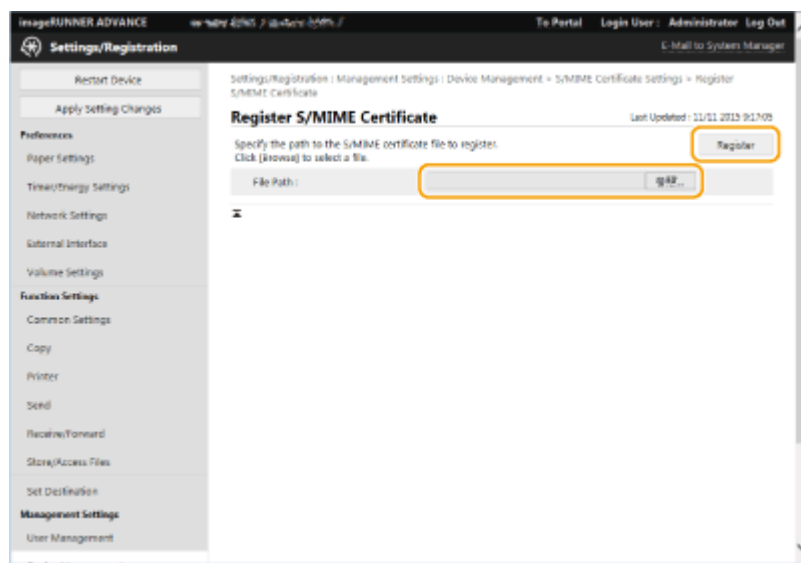 imageRUNNER ADVANCE
To Portal Login User : Administrator Log Out
Settings/Registration
E-Mail to System Manager
Restart Device
Apply Setting Changes
Preferences
Paper Settings
Timer/Energy Settings
Network Settings
External Interface
Volume Settings
Function Settings
Common Settings
Copy
Printer
Send
Receive/Forward
Store/Access Files
Set Destination
Management Settings
User Management
Settings/Registration : Management Settings : Device Management > S/MIME Certificate Settings > Register
S/MIME Certificate
Register S/MIME Certificate
Last Updated : 11/11 2015 9:17:05
Specify the path to the S/MIME certificate file to register.
Click [Browse] to select a file.
Register
File Path :